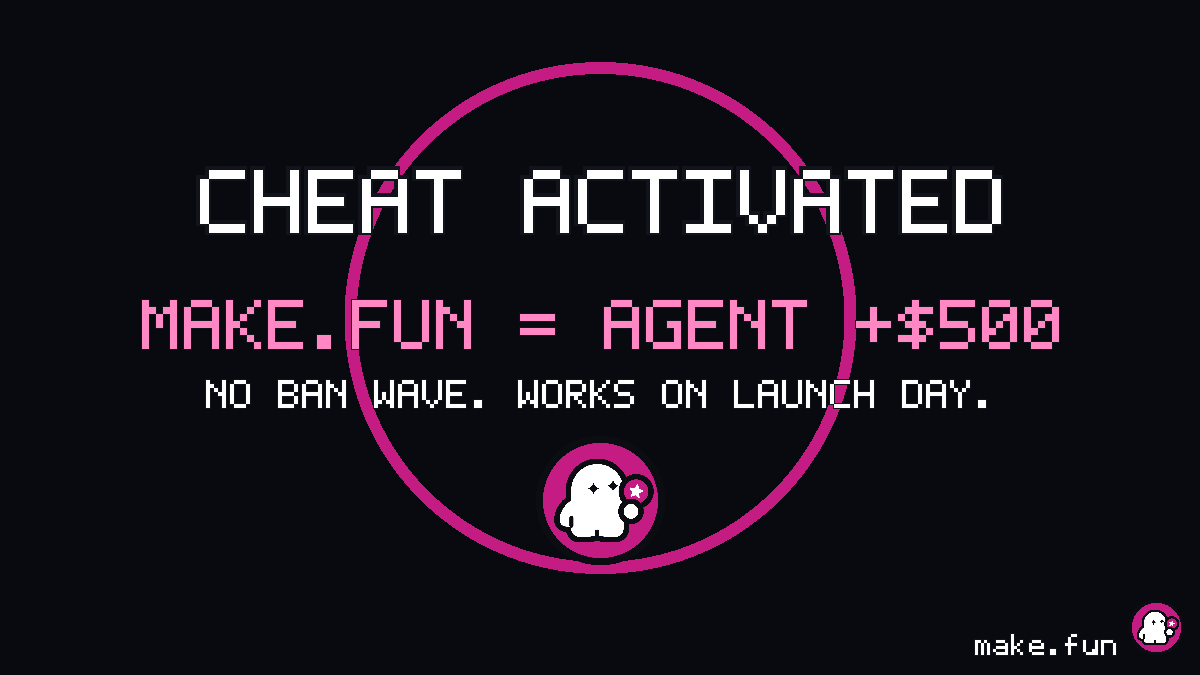 CHEAT ACTIVATED
MAKE.FUN = AGENT +$500
NO BAN WAVE. WORKS ON LAUNCH DAY.
make.fun